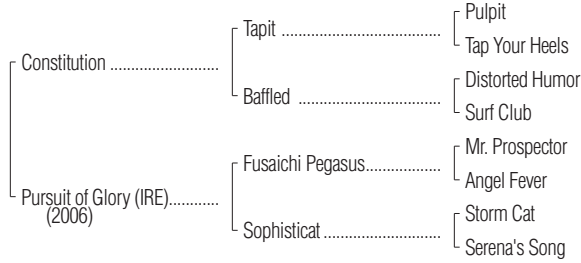 Pulpit
Tapit ..................................
Tap Your Heels
Constitution ...............................
Distorted Humor
Baffled ............................................
Surf Club
Mr. Prospector
Fusaichi Pegasus.......................
Angel Fever
Pursuit of Glory (IRE)..............
(2006)
Storm Cat
Sophisticat ...................................
Serena's Song